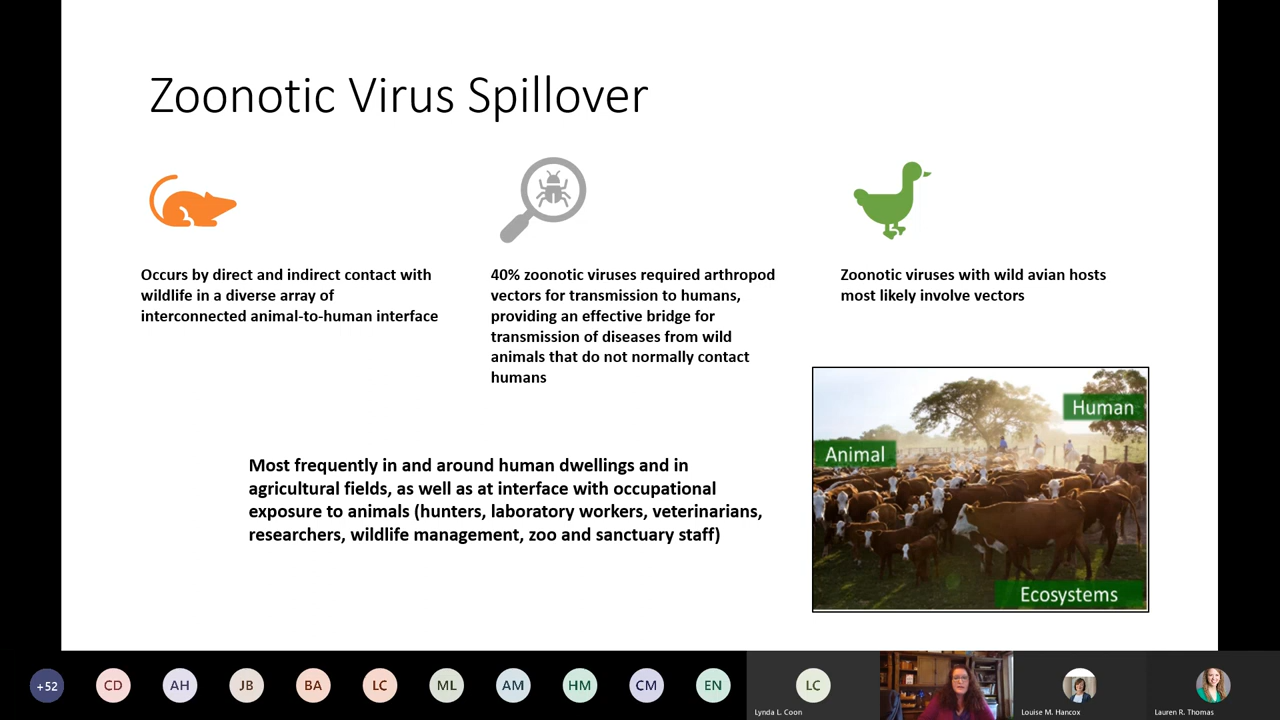 Zoonotic Virus Spillover
Occurs by direct and indirect contact with
wildlife in a diverse array of
interconnected animal-to-human interface
40% zoonotic viruses required arthropod
vectors for transmission to humans,
providing an effective bridge for
transmission of diseases from wild
animals that do not normally contact
humans
Zoonotic viruses with wild avian hosts
most likely involve vectors
Most frequently in and around human dwellings and in
agricultural fields, as well as at interface with occupational
exposure to animals (hunters, laboratory workers, veterinarians,
researchers, wildlife management, zoo and sanctuary staff)
Human
Animal
Ecosystems
+52
CD
AH
JB
BA
LC
ML
AM
HM
CM
EN
LC
Lynda L. Coon
Louise M. Hancox
Lauren R. Thomas